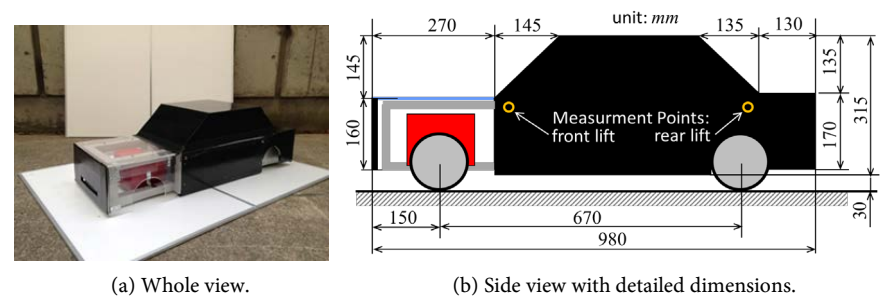 unit: mm
270
145
135
130
145
160
Measurment Points:
front lift
rear lift
135
170
315
30
150
670
980
(a) Whole view.
(b) Side view with detailed dimensions.